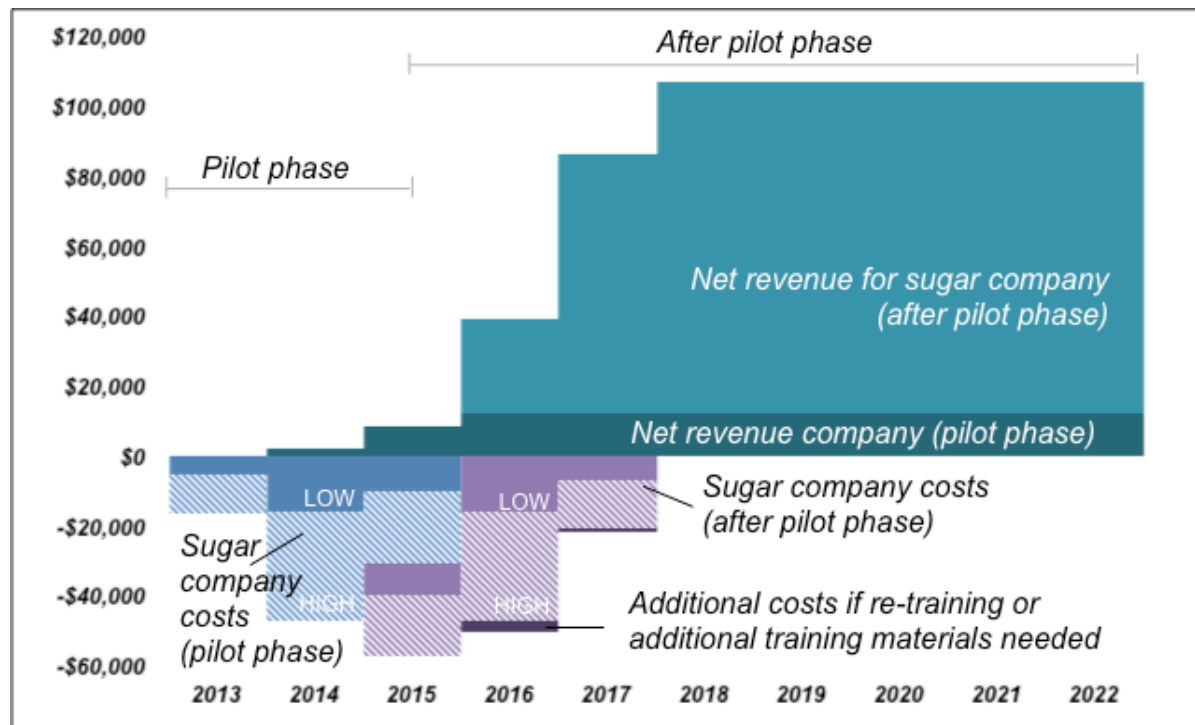 $120,000
$100,000
$80,000
$60,000
$40,000
$20,000
$0
-$20,000
-$40,000
-$60,000
After pilot phase
Pilot phase
Net revenue for sugar company
(after pilot phase)
Net revenue company (pilot phase)
LOW
LOW
Sugar company costs
(after pilot phase)
Sugar
company
costs
(pilot phase)
HIGH
HIGH
Additional costs if re-training or
additional training materials needed
2013 2014 2015 2016 2017 2018 2019 2020 2021 2022